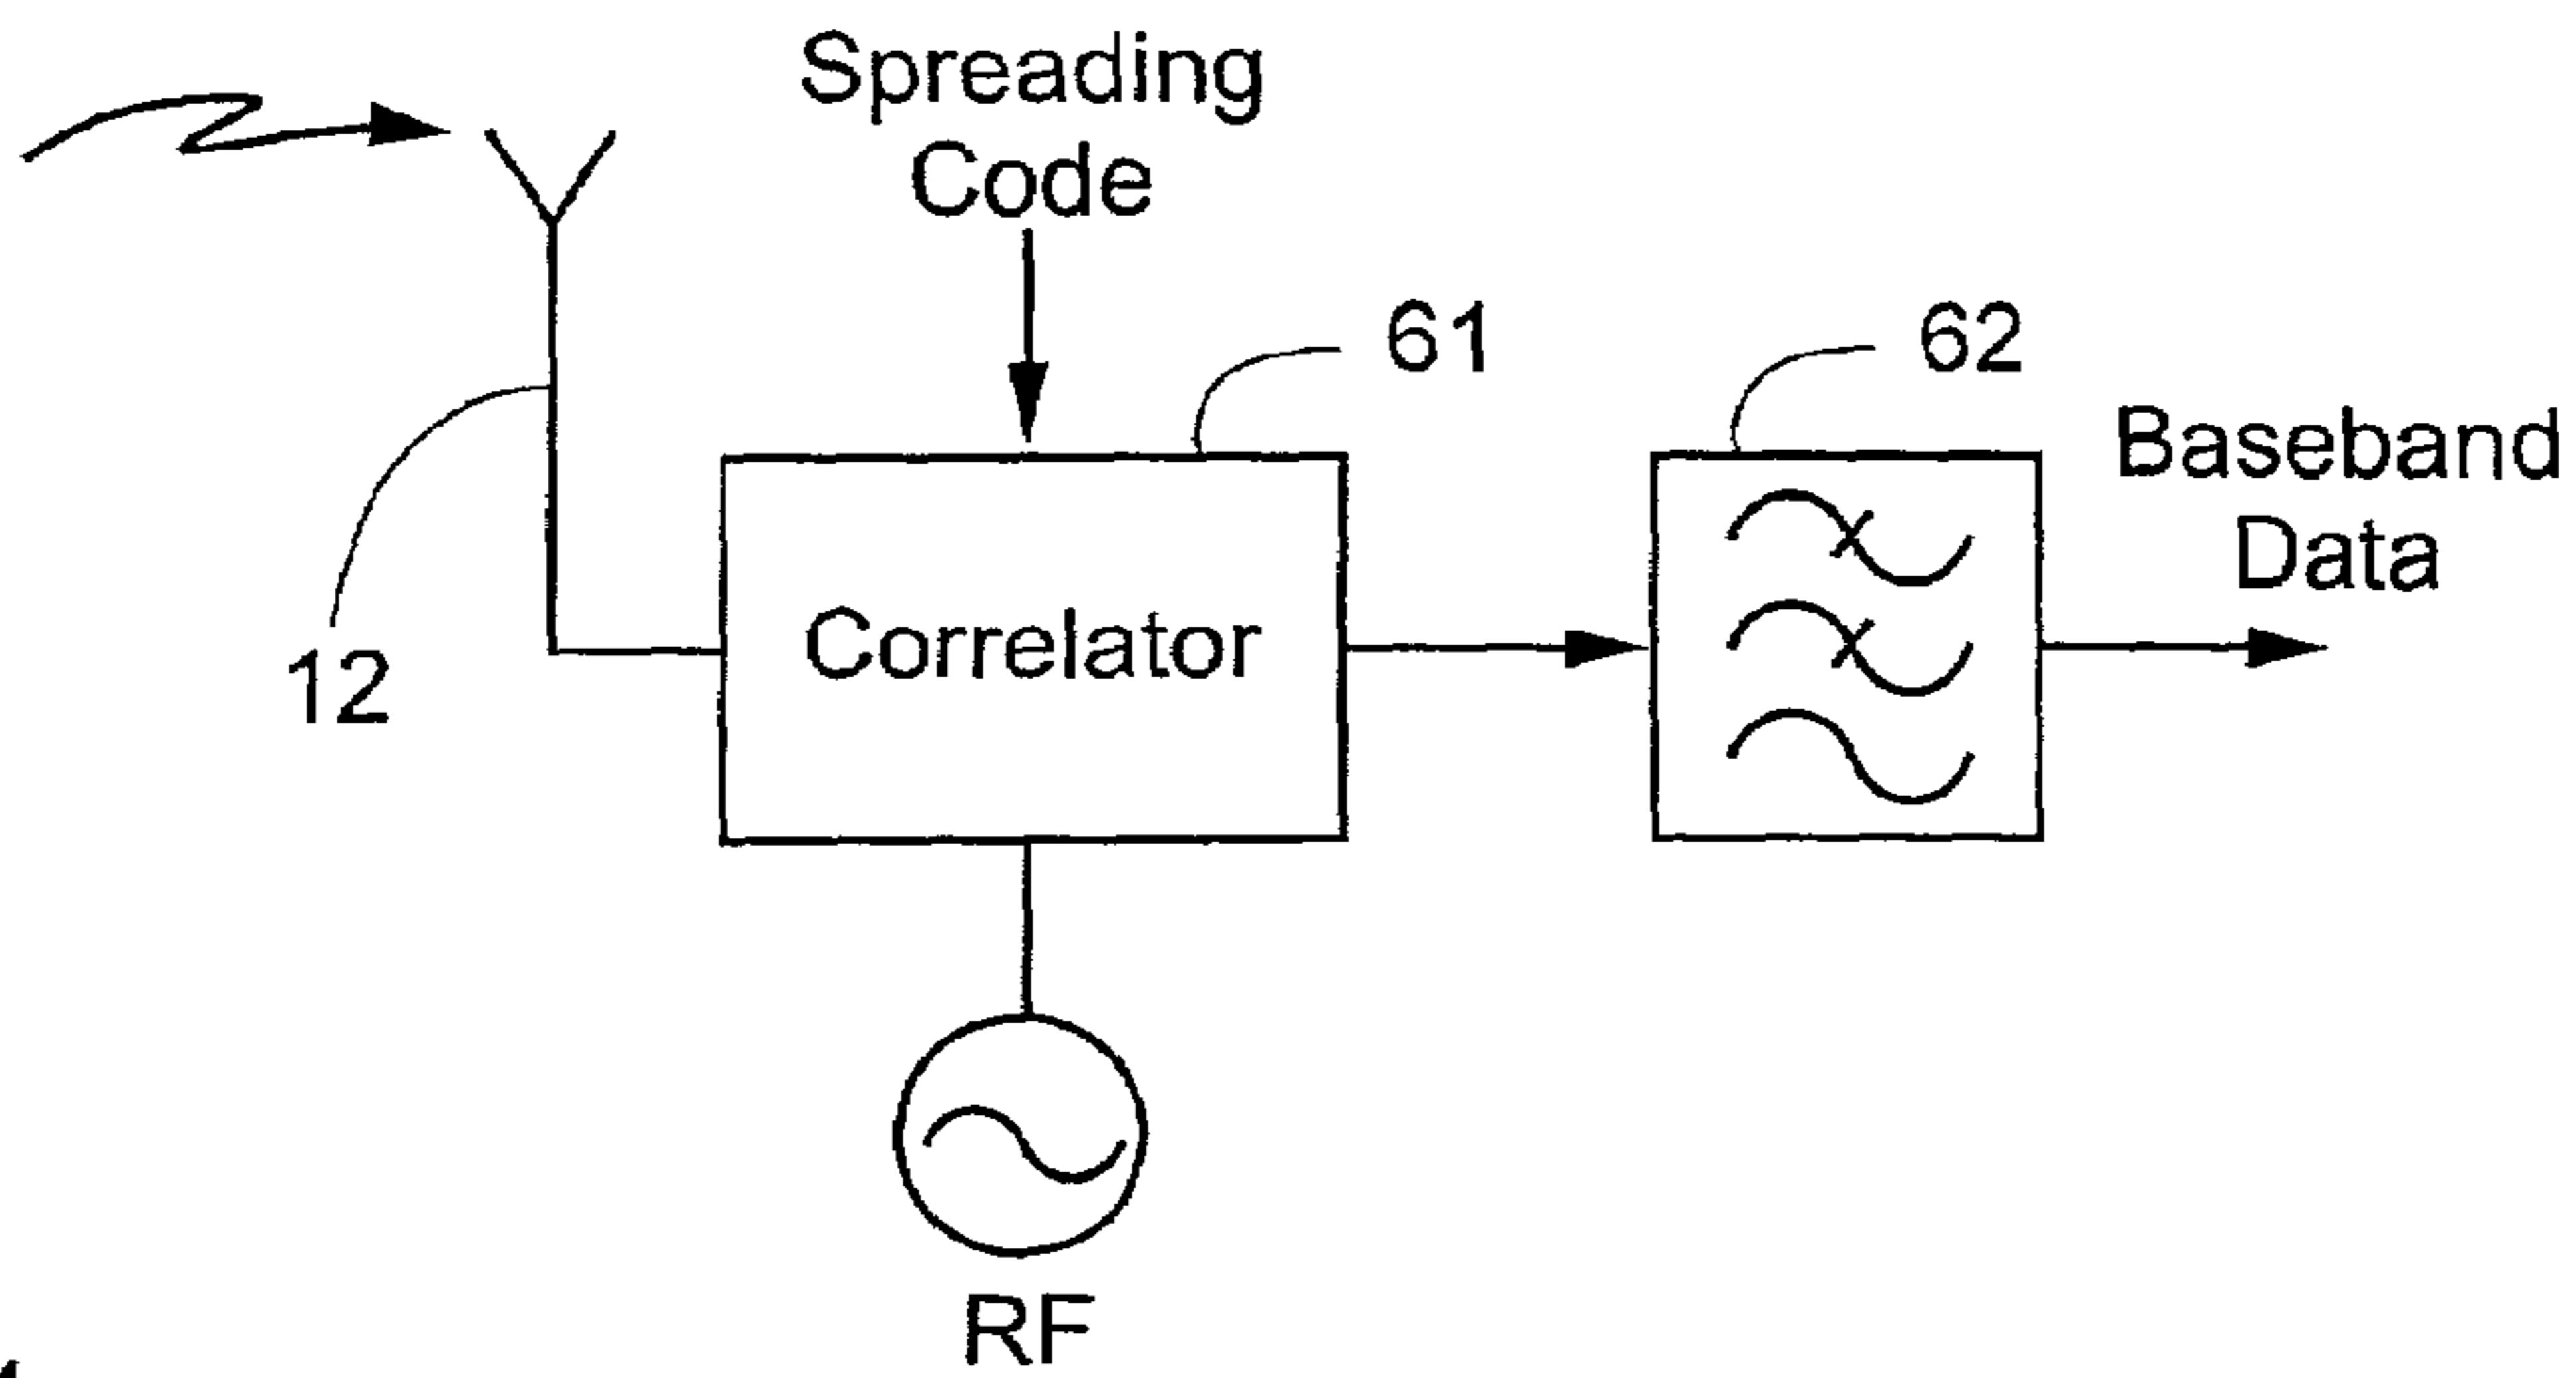 Spreading
Code
61
62
Baseband
Data
Correlator
12
RF